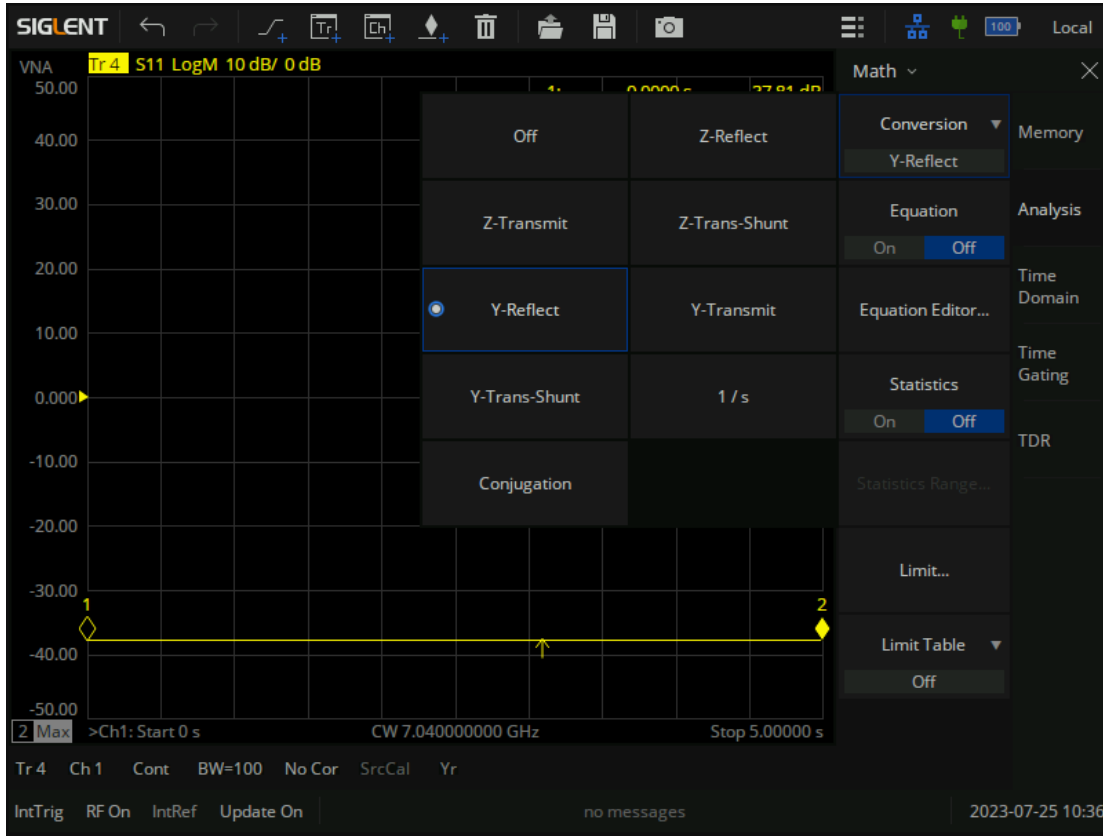 SIGLENT Tr Ch 100 Local
VNA Tr 4 S11 LogM 10 dB/ 0 dB
Math
50.00
40.00
30.00
20.00
10.00
0.000
-10.00
-20.00
-30.00
-40.00
-50.00
1 2
Off Z-Reflect
Z-Transmit Z-Trans-Shunt
Y-Reflect Y-Transmit
Y-Trans-Shunt 1 / s
Conjugation
Conversion
Y-Reflect
Equation
On Off
Equation Editor...
Statistics
On Off
Statistics Range...
Limit...
Limit Table
Off
Memory
Analysis
Time
Domain
Time
Gating
TDR
2 Max >Ch1: Start 0 s CW 7.040000000 GHz Stop 5.00000 s
Tr 4 Ch 1 Cont BW=100 No Cor SrcCal Yr
IntTrig RF On IntRef Update On no messages 2023-07-25 10:36